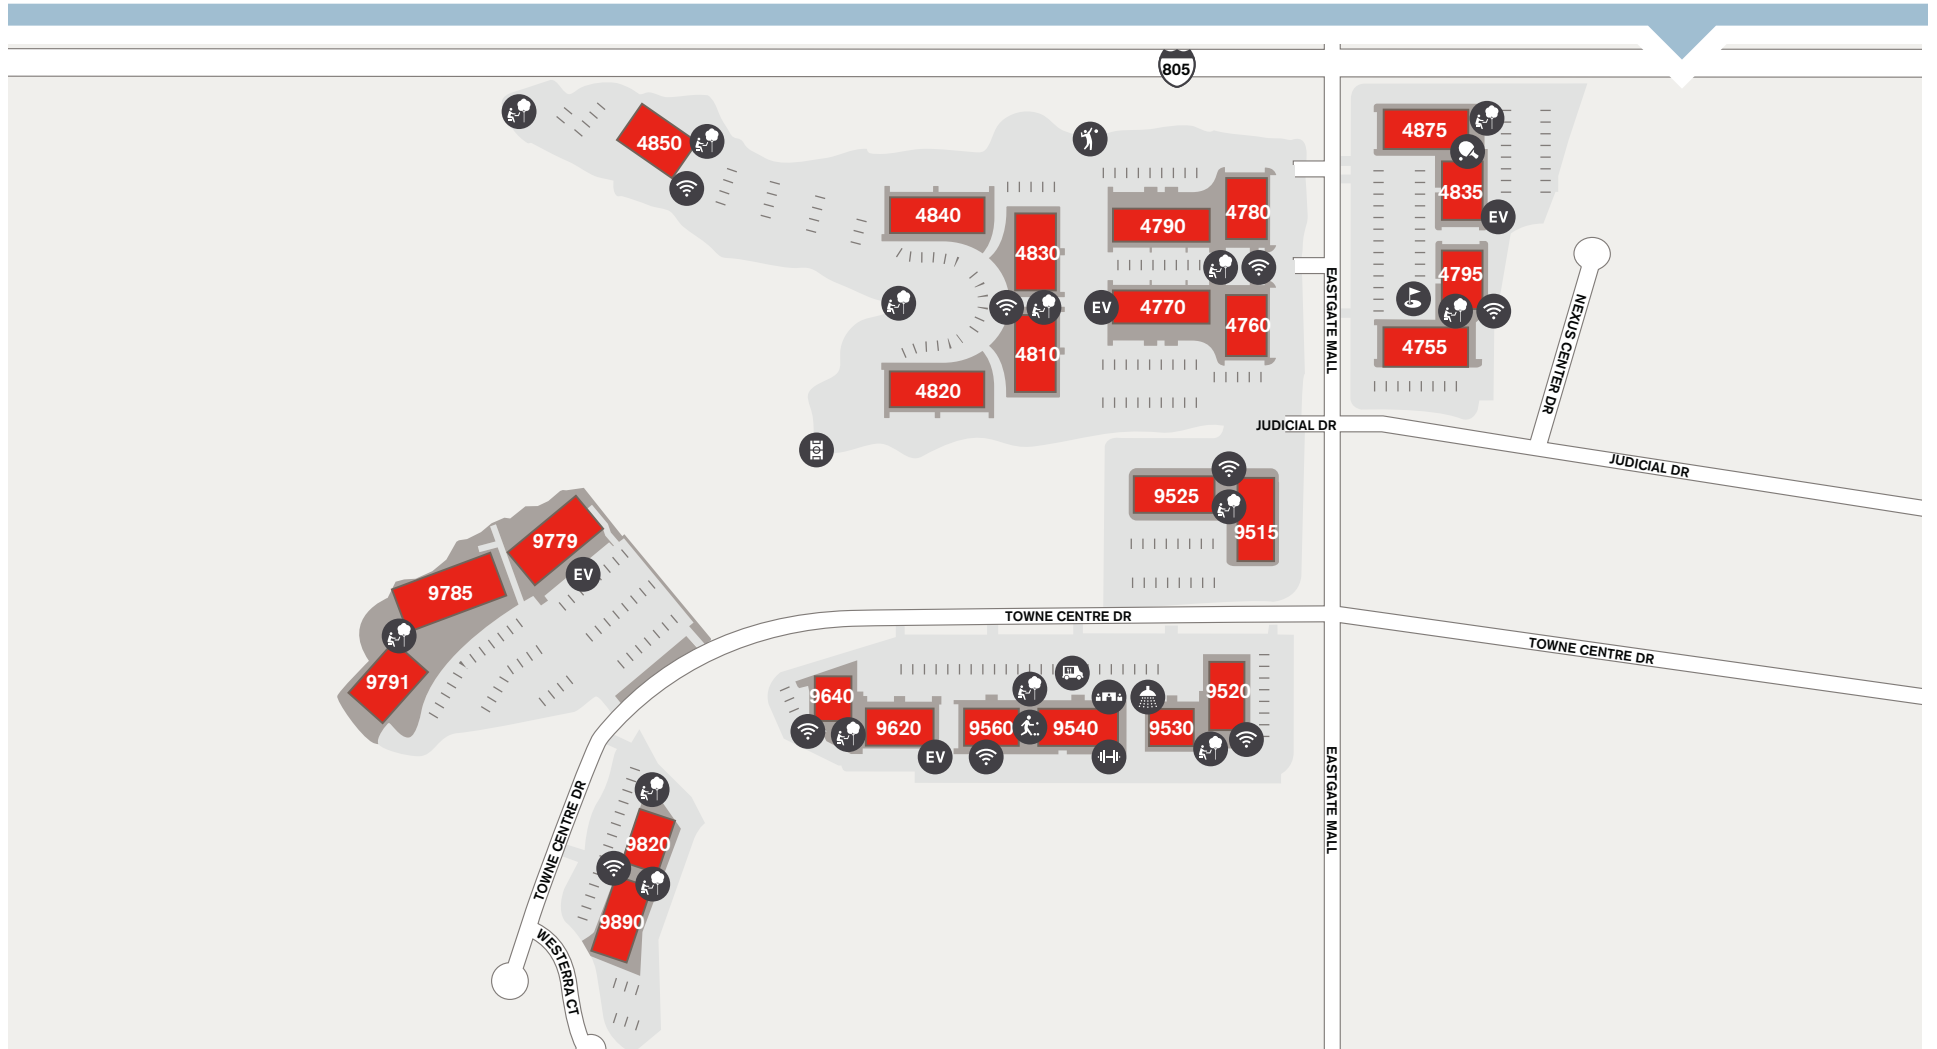 805
4875
4850
4835
EV
4840
4780
4790
4830
4795
EV
4770
4760
4810
4755
4820
EASTGATE MALL
NEXUS CENTER DR
JUDICIAL DR
JUDICIAL DR
9525
9515
9779
EV
9785
9791
TOWNE CENTRE DR
TOWNE CENTRE DR
9640
9620
9560
9540
9530
9520
EV
EASTGATE MALL
TOWNE CENTRE DR
9820
9890
WESTERRA CT